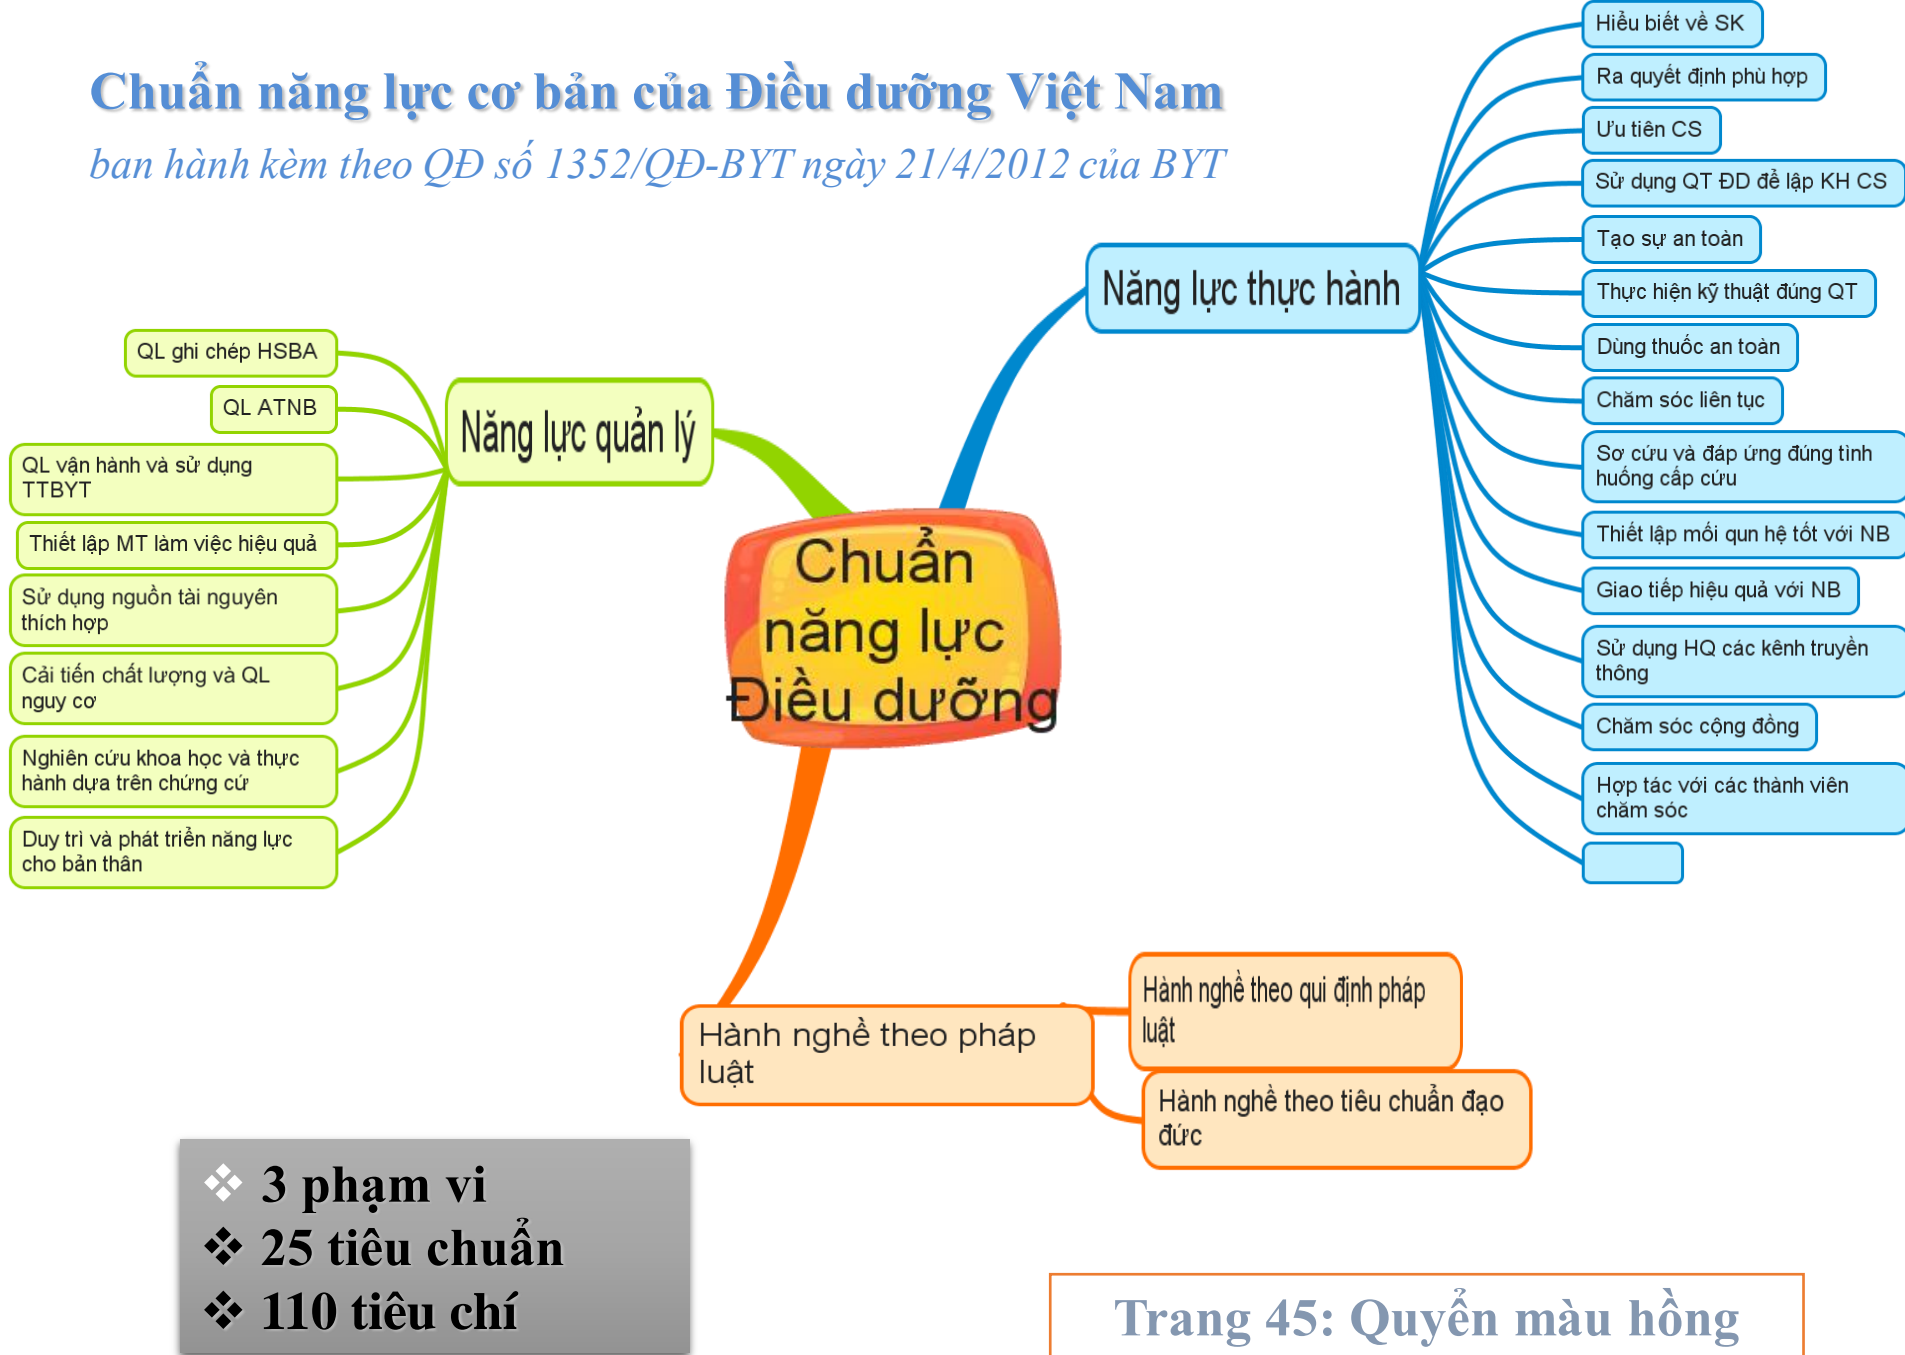 Chuẩn năng lực cơ bản của Điều dưỡng Việt Nam
ban hành kèm theo QĐ số 1352/QĐ-BYT ngày 21/4/2012 của BYT
Hiểu biết về SK
Ra quyết định phù hợp
Ưu tiên CS
Sử dụng QT ĐD để lập KH CS
Tạo sự an toàn
Năng lực thực hành
Thực hiện kỹ thuật đúng QT
Dùng thuốc an toàn
Chăm sóc liên tục
Sơ cứu và đáp ứng đúng tình
huống cấp cứu
Thiết lập mối qun hệ tốt với NB
Giao tiếp hiệu quả với NB
Sử dụng HQ các kênh truyền
thông
Chăm sóc cộng đồng
Hợp tác với các thành viên
chăm sóc
QL ghi chép HSBA
QL ATNB
Năng lực quản lý
QL vận hành và sử dụng
TTBYT
Thiết lập MT làm việc hiệu quả
Sử dụng nguồn tài nguyên
thích hợp
Cải tiến chất lượng và QL
nguy cơ
Nghiên cứu khoa học và thực
hành dựa trên chứng cứ
Duy trì và phát triển năng lực
cho bản thân
Chuẩn
năng lực
Điều dưỡng
Hành nghề theo pháp
luật
Hành nghề theo qui định pháp
luật
Hành nghề theo tiêu chuẩn đạo
đức
❖ 3 phạm vi
❖ 25 tiêu chuẩn
❖ 110 tiêu chí
Trang 45: Quyển màu hồng